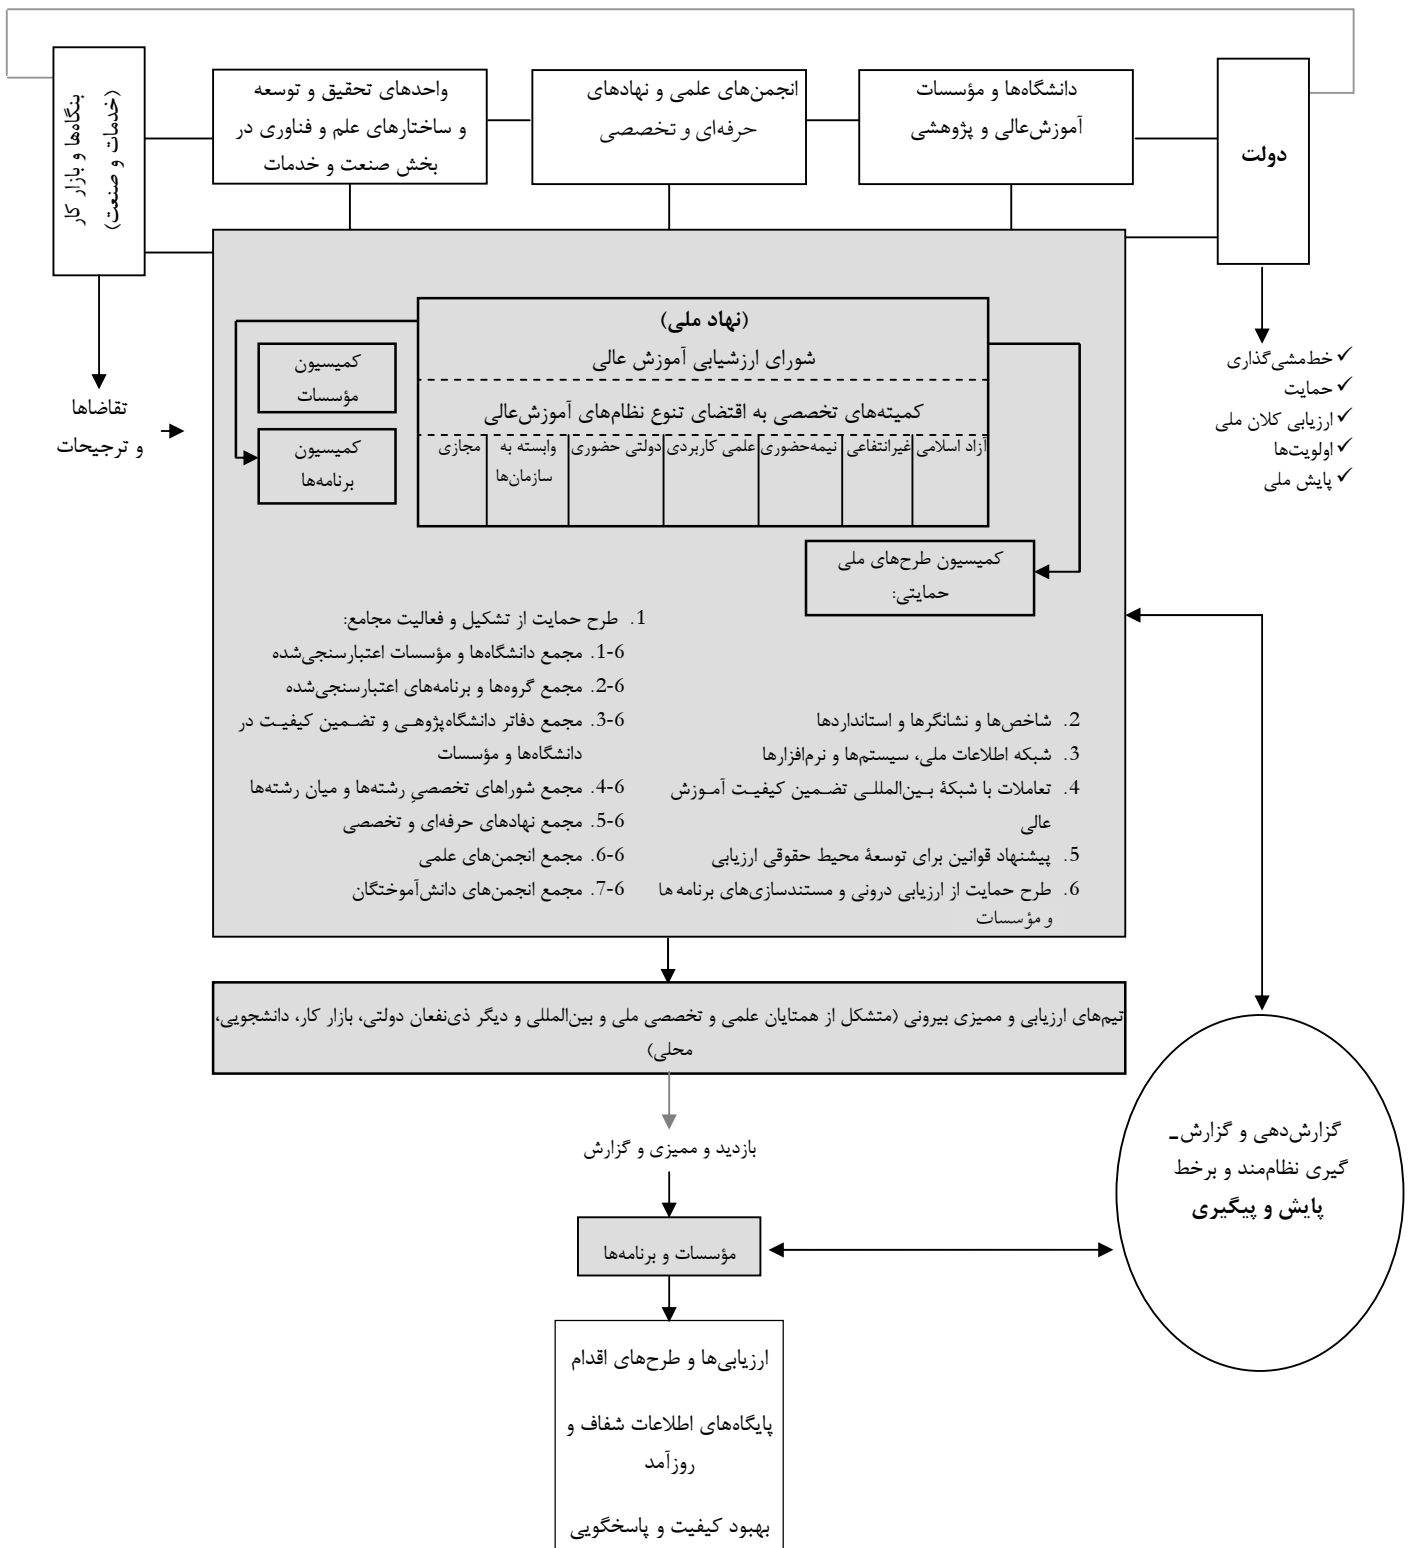 دولت
دانشگاه‌ها و مؤسسات
آموزش‌عالی و پژوهشی
انجمن‌های علمی و نهادهای
حرفه‌ای و تخصصی
واحدهای تحقیق و توسعه
و ساختارهای علم و فناوری در
بخش صنعت و خدمات
بنگاه‌ها و بازار کار
(خدمات و صنعت)
✓ خط‌مشی‌گذاری
✓ حمایت
✓ ارزیابی کلان ملی
✓ اولویت‌ها
✓ پایش ملی
تقاضاها
و ترجیحات
(نهاد ملی)
شورای ارزشیابی آموزش عالی
کمیته‌های تخصصی به اقتضای تنوع نظام‌های آموزش‌عالی
آزاد اسلامی
غیرانتفاعی
نیمه‌حضوری
علمی کاربردی
دولتی حضوری
وابسته به
سازمان‌ها
مجازی
کمیسیون
مؤسسات
کمیسیون
برنامه‌ها
کمیسیون طرح‌های ملی
حمایتی:
1. طرح حمایت از تشکیل و فعالیت مجامع:
1-6. مجمع دانشگاه‌ها و مؤسسات اعتبارسنجی‌شده
2-6. مجمع گروه‌ها و برنامه‌های اعتبارسنجی‌شده
3-6. مجمع دفاتر دانشگاه‌پژوهی و تضمین کیفیت در
دانشگاه‌ها و مؤسسات
4-6. مجمع شوراهای تخصصیِ رشته‌ها و میان رشته‌ها
5-6. مجمع نهادهای حرفه‌ای و تخصصی
6-6. مجمع انجمن‌های علمی
7-6. مجمع انجمن‌های دانش‌آموختگان
2. شاخص‌ها و نشانگرها و استانداردها
3. شبکه اطلاعات ملی، سیستم‌ها و نرم‌افزارها
4. تعاملات با شبکهٔ بین‌المللی تضمین کیفیت آموزش
عالی
5. پیشنهاد قوانین برای توسعهٔ محیط حقوقی ارزیابی
6. طرح حمایت از ارزیابی درونی و مستندسازی‌های برنامه ها
و مؤسسات
تیم‌های ارزیابی و ممیزی بیرونی (متشکل از همتایان علمی و تخصصی ملی و بین‌المللی و دیگر ذی‌نفعان دولتی، بازار کار، دانشجویی،
محلی)
بازدید و ممیزی و گزارش
مؤسسات و برنامه‌ها
گزارش‌دهی و گزارش‌ـ
گیری نظام‌مند و برخط
پایش و پیگیری
ارزیابی‌ها و طرح‌های اقدام
پایگاه‌های اطلاعات شفاف و
روزآمد
بهبود کیفیت و پاسخگویی